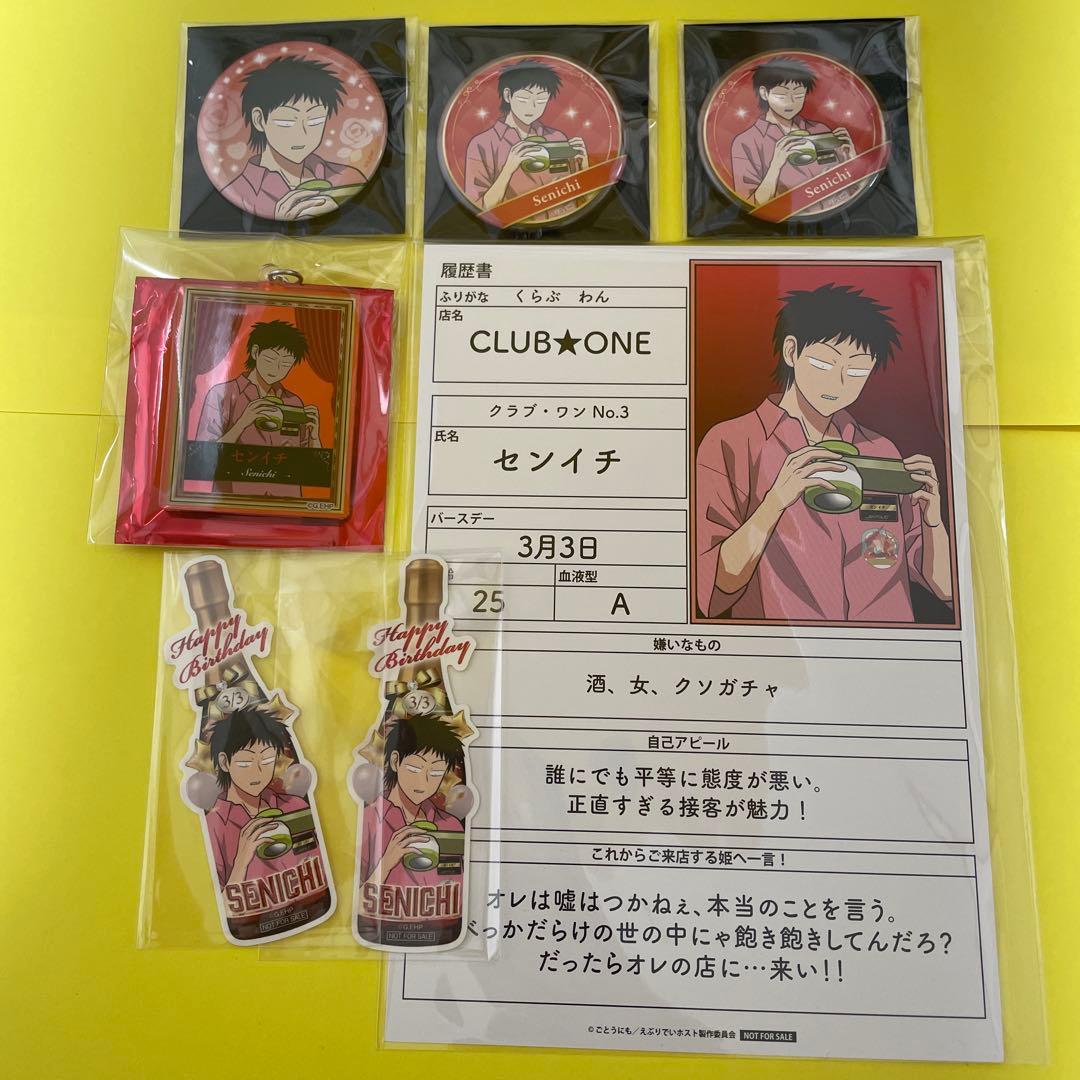 Senichi
Senichi
センイチ
Senichi
©G.EHP
履歴書
ふりがな くらぶ わん
店名
CLUB★ONE
クラブ・ワン No.3
氏名
センイチ
バースデー
3月3日
齢
血液型
25
A
嫌いなもの
酒、女、クソガチャ
自己アピール
誰にでも平等に態度が悪い。
正直すぎる接客が魅力！
これからご来店する姫へ一言！
オレは嘘はつかねぇ、本当のことを言う。
べっかだらけの世の中にゃ飽き飽きしてんだろ？
だったらオレの店に…来い！！
©ごとうにも／えぶりでいホスト製作委員会 NOT FOR SALE
Happy
Birthday
3/3
SENICHI
©G.EHP
NOT FOR SALE
Happy
Birthday
3/3
SENICHI
©G.EHP
NOT FOR SALE